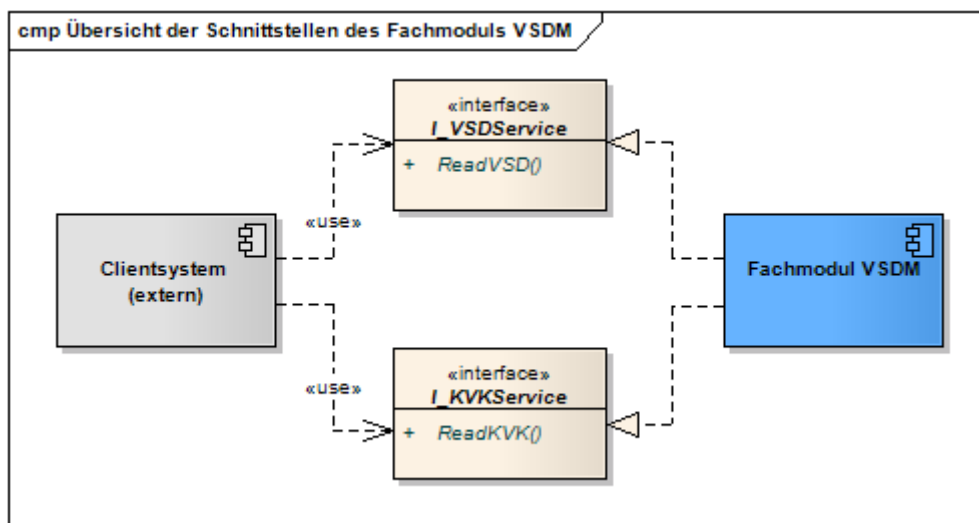 cmp Übersicht der Schnittstellen des Fachmoduls VSDM
«interface»
I_VSDService
+ ReadVSD()
«use»
Clientsystem
(extern)
Fachmodul VSDM
«use»
«interface»
I_KVKService
+ ReadKVK()